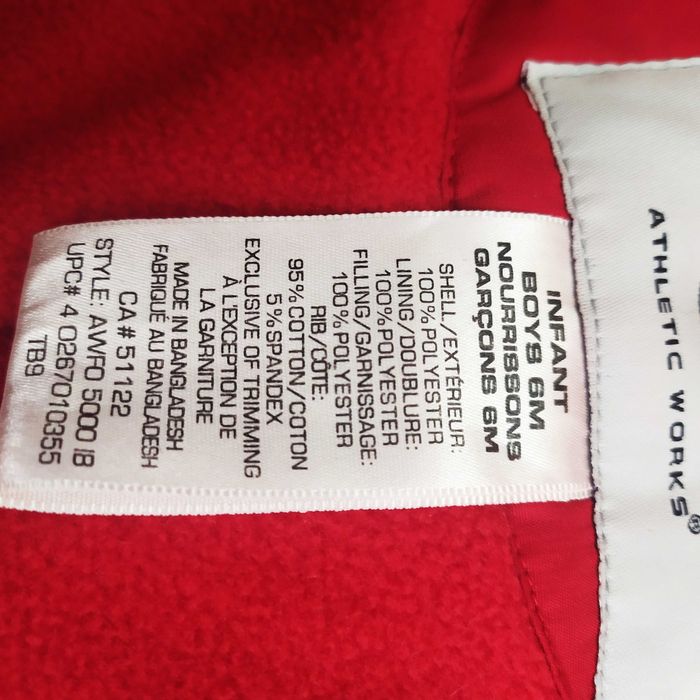 INFANT
BOYS 6M
NOURRISSONS
GARÇONS 6M
SHELL/EXTÉRIEUR:
100% POLYESTER
LINING/DOUBLURE:
100% POLYESTER
FILLING/GARNISSAGE:
100% POLYESTER
RIB/CÔTE:
95% COTTON/COTON
5% SPANDEX
EXCLUSIVE OF TRIMMING
À L'EXCEPTION DE
LA GARNITURE
MADE IN BANGLADESH
FABRIQUÉ AU BANGLADESH
CA # 51122
STYLE: AWFO 5000 IB
UPC# 4 02670 10355
TB9
ATHLETIC WORKS®